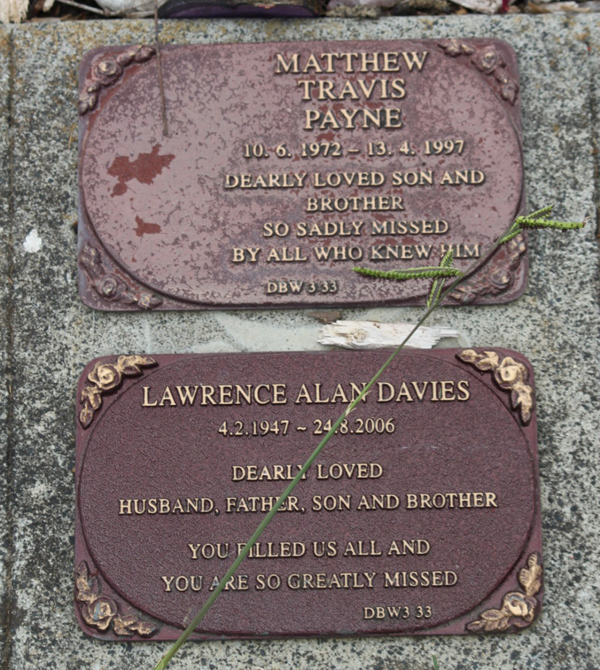 MATTHEW
TRAVIS
PAYNE
10. 6. 1972 – 13. 4. 1997
DEARLY LOVED SON AND
BROTHER
SO SADLY MISSED
BY ALL WHO KNEW HIM
DBW 3 33
LAWRENCE ALAN DAVIES
4.2.1947 ~ 24.8.2006
DEARLY LOVED
HUSBAND, FATHER, SON AND BROTHER
YOU FILLED US ALL AND
YOU ARE SO GREATLY MISSED
DBW3 33